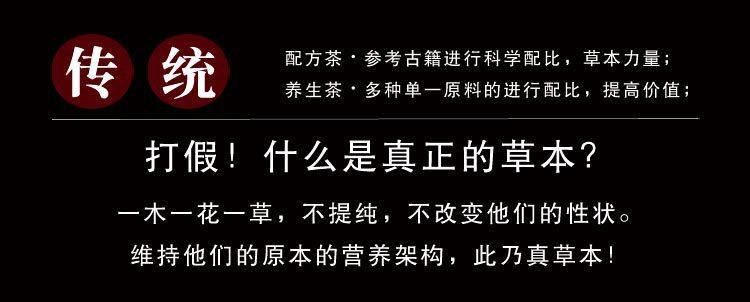 传统
配方茶·参考古籍进行科学配比，草本力量；
养生茶·多种单一原料的进行配比，提高价值；
打假！什么是真正的草本？
一木一花一草，不提纯，不改变他们的性状。
维持他们的原本的营养架构，此乃真草本！